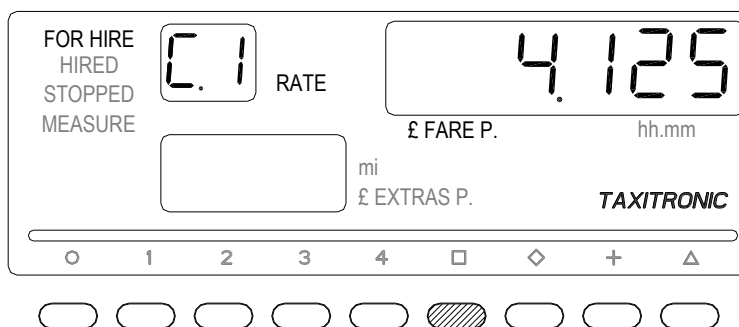 FOR HIRE
HIRED
STOPPED
MEASURE
C.1
RATE
4.125
£ FARE P.
hh.mm
mi
£ EXTRAS P.
TAXITRONIC
1 2 3 4